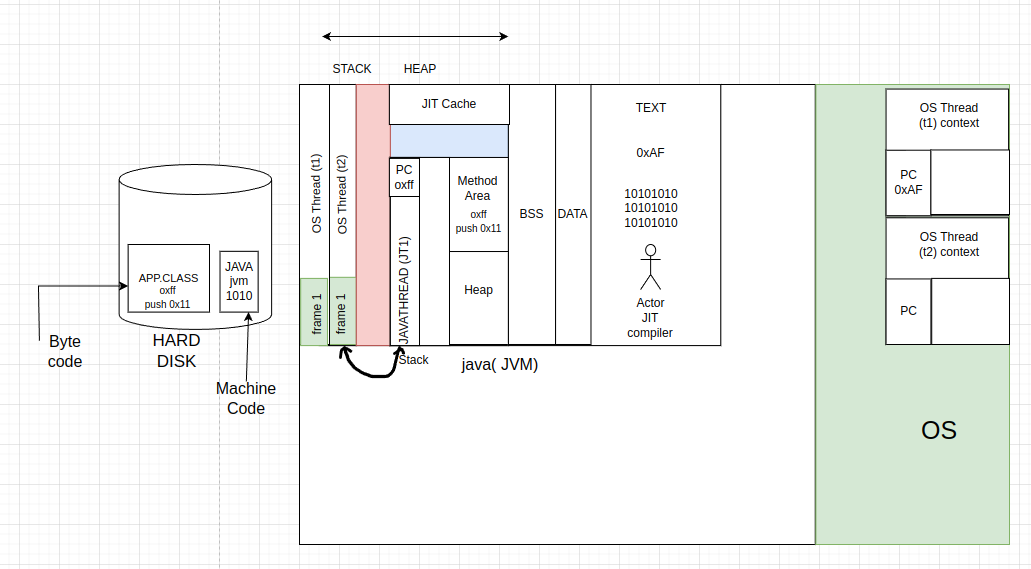 STACK
HEAP
OS Thread (t1)
frame 1
OS Thread (t2)
frame 1
JIT Cache
PC
oxff
JAVATHREAD (JT1)
Stack
Method
Area
oxff
push 0x11
Heap
BSS
DATA
TEXT
0xAF
10101010
10101010
10101010
Actor
JIT
compiler
java( JVM)
OS Thread
(t1) context
PC
0xAF
OS Thread
(t2) context
PC
OS
APP.CLASS
oxff
push 0x11
JAVA
jvm
1010
HARD
DISK
Byte
code
Machine
Code